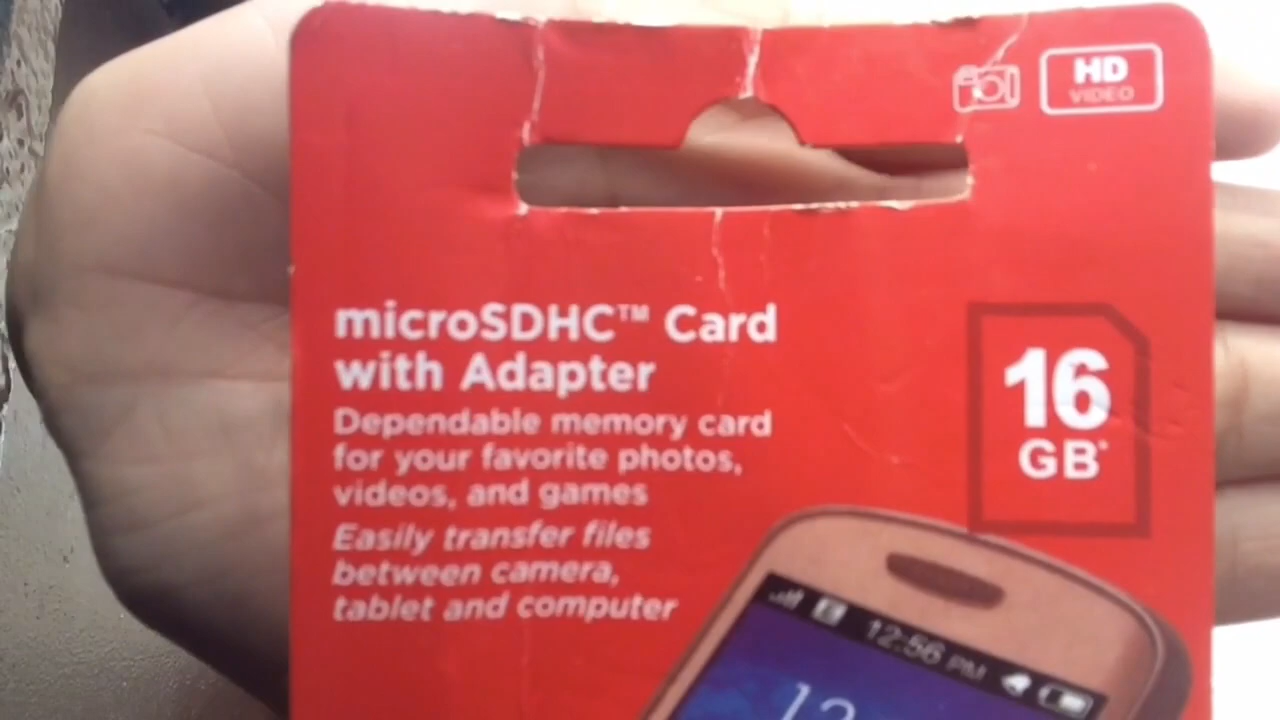 HD
VIDEO
microSDHC™ Card
with Adapter
Dependable memory card
for your favorite photos,
videos, and games
Easily transfer files
between camera,
tablet and computer
16
GB*
12:56 PM
12